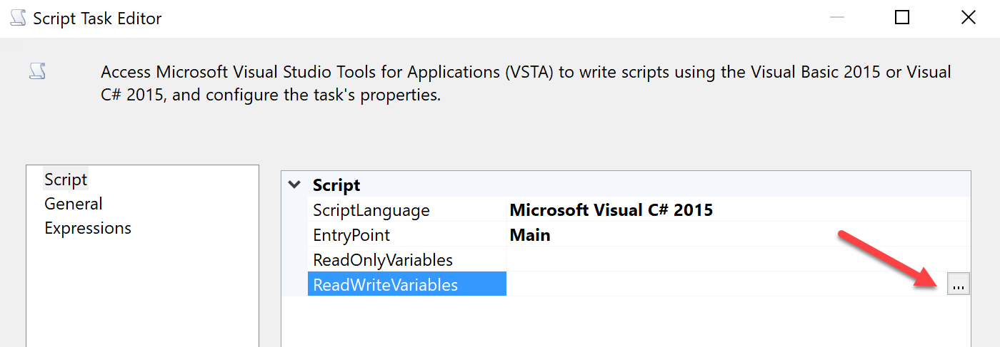 Script Task Editor
Access Microsoft Visual Studio Tools for Applications (VSTA) to write scripts using the Visual Basic 2015 or Visual
C# 2015, and configure the task's properties.
Script
General
Expressions
Script
ScriptLanguage Microsoft Visual C# 2015
EntryPoint Main
ReadOnlyVariables
ReadWriteVariables ...